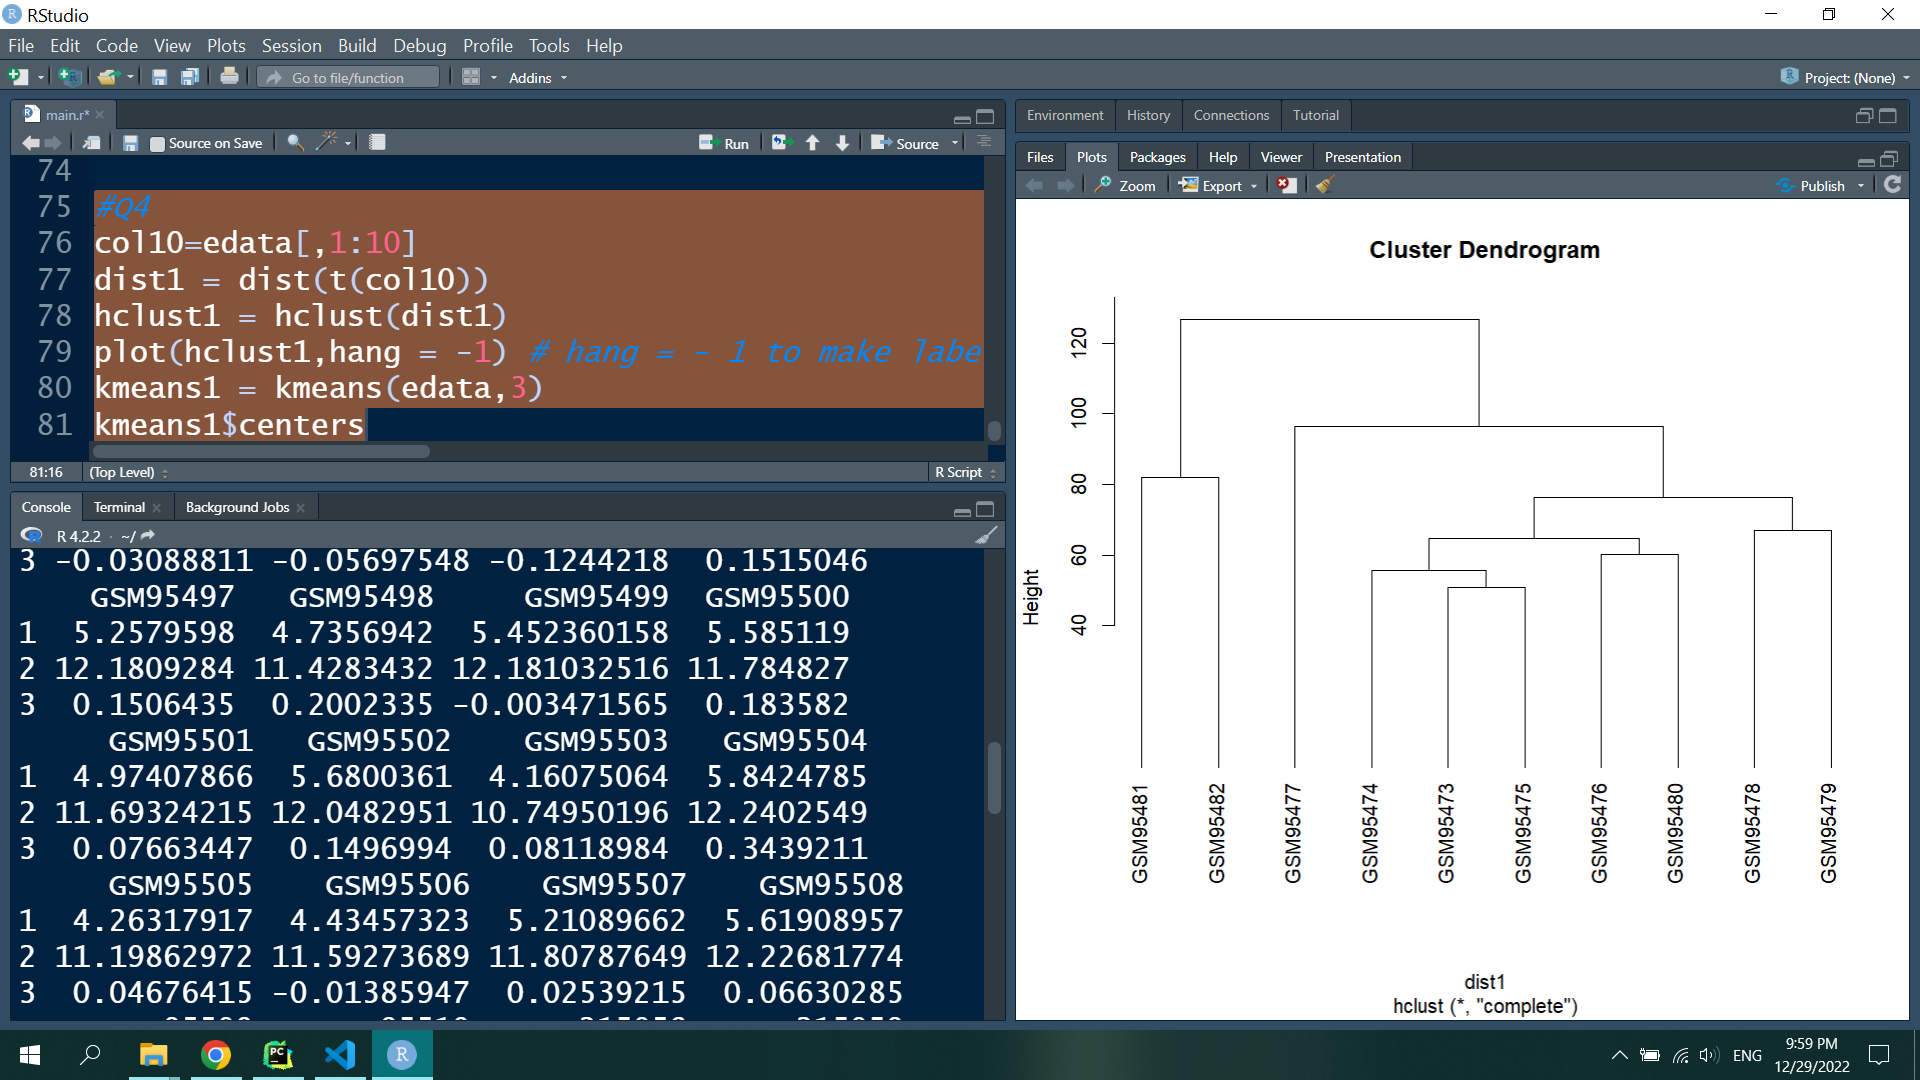 RStudio
File Edit Code View Plots Session Build Debug Profile Tools Help
Go to file/function Addins Project: (None)
main.r*
Source on Save Run Source
74
75 #Q4
76 col10=edata[,1:10]
77 dist1 = dist(t(col10))
78 hclust1 = hclust(dist1)
79 plot(hclust1,hang = -1) # hang = - 1 to make labe
80 kmeans1 = kmeans(edata,3)
81 kmeans1$centers
81:16 (Top Level) R Script
Console Terminal Background Jobs
R 4.2.2 · ~/
3 -0.03088811 -0.05697548 -0.1244218 0.1515046
GSM95497 GSM95498 GSM95499 GSM95500
1 5.2579598 4.7356942 5.452360158 5.585119
2 12.1809284 11.4283432 12.181032516 11.784827
3 0.1506435 0.2002335 -0.003471565 0.183582
GSM95501 GSM95502 GSM95503 GSM95504
1 4.97407866 5.6800361 4.16075064 5.8424785
2 11.69324215 12.0482951 10.74950196 12.2402549
3 0.07663447 0.1496994 0.08118984 0.3439211
GSM95505 GSM95506 GSM95507 GSM95508
1 4.26317917 4.43457323 5.21089662 5.61908957
2 11.19862972 11.59273689 11.80787649 12.22681774
3 0.04676415 -0.01385947 0.02539215 0.06630285
Environment History Connections Tutorial
Files Plots Packages Help Viewer Presentation
Zoom Export Publish
Cluster Dendrogram
Height
120
100
80
60
40
GSM95481
GSM95482
GSM95477
GSM95474
GSM95473
GSM95475
GSM95476
GSM95480
GSM95478
GSM95479
dist1
hclust (*, "complete")
ENG
9:59 PM
12/29/2022